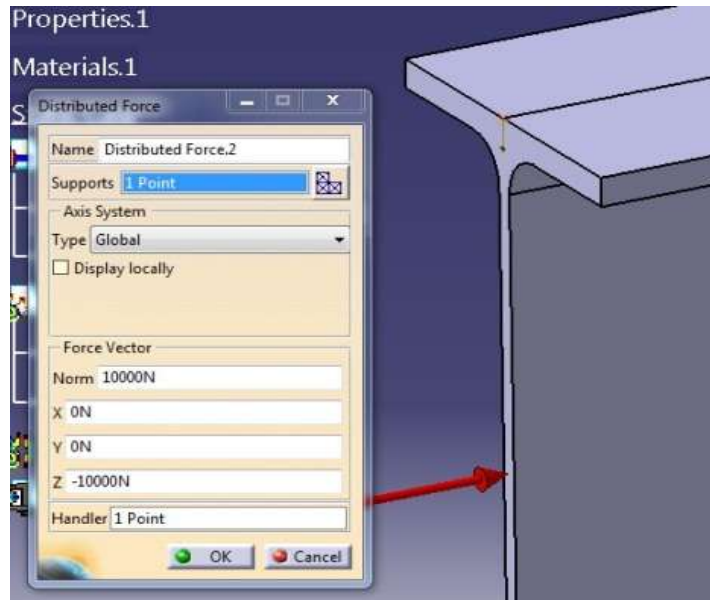 Properties.1
Materials.1
S
Distributed Force
Name Distributed Force.2
Supports 1 Point
Axis System
Type Global
Display locally
Force Vector
Norm 10000N
X 0N
Y 0N
Z -10000N
Handler 1 Point
OK Cancel